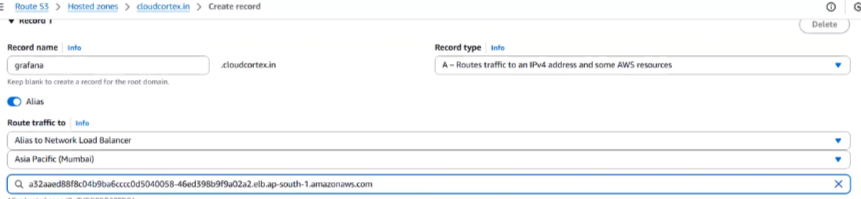 Route 53 > Hosted zones > cloudcortex.in > Create record
Record 1
Delete
Record name Info
Record type Info
grafana
.cloudcortex.in
A – Routes traffic to an IPv4 address and some AWS resources
Keep blank to create a record for the root domain.
Alias
Route traffic to Info
Alias to Network Load Balancer
Asia Pacific (Mumbai)
a32aaed88f8c04b9ba6cccc0d5040058-46ed398b9f9a02a2.elb.ap-south-1.amazonaws.com